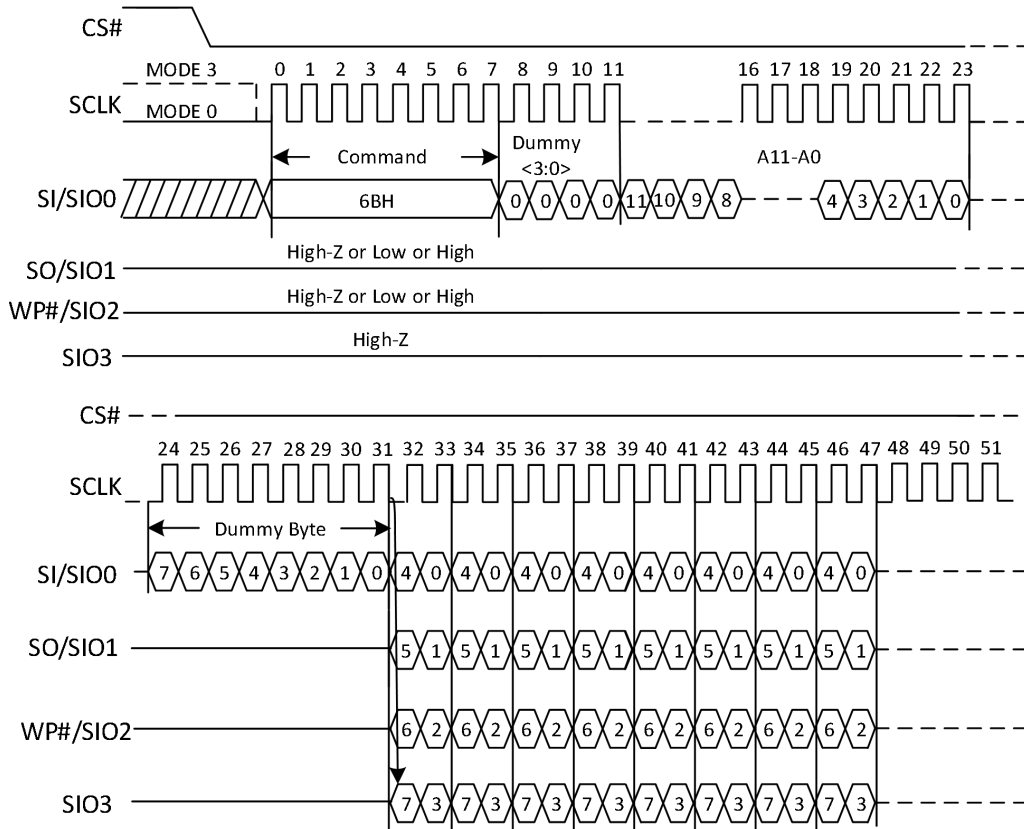 CS#
MODE 3 0 1 2 3 4 5 6 7 8 9 10 11 16 17 18 19 20 21 22 23
SCLK
MODE 0
Command Dummy <3:0> A11-A0
SI/SIO0 6BH 0 0 0 0 11 10 9 8 4 3 2 1 0
High-Z or Low or High
SO/SIO1
High-Z or Low or High
WP#/SIO2
High-Z
SIO3
CS#
24 25 26 27 28 29 30 31 32 33 34 35 36 37 38 39 40 41 42 43 44 45 46 47 48 49 50 51
SCLK
Dummy Byte
SI/SIO0 7 6 5 4 3 2 1 0 4 0 4 0 4 0 4 0 4 0 4 0 4 0 4 0
SO/SIO1 5 1 5 1 5 1 5 1 5 1 5 1 5 1 5 1
WP#/SIO2 6 2 6 2 6 2 6 2 6 2 6 2 6 2 6 2
SIO3 7 3 7 3 7 3 7 3 7 3 7 3 7 3 7 3